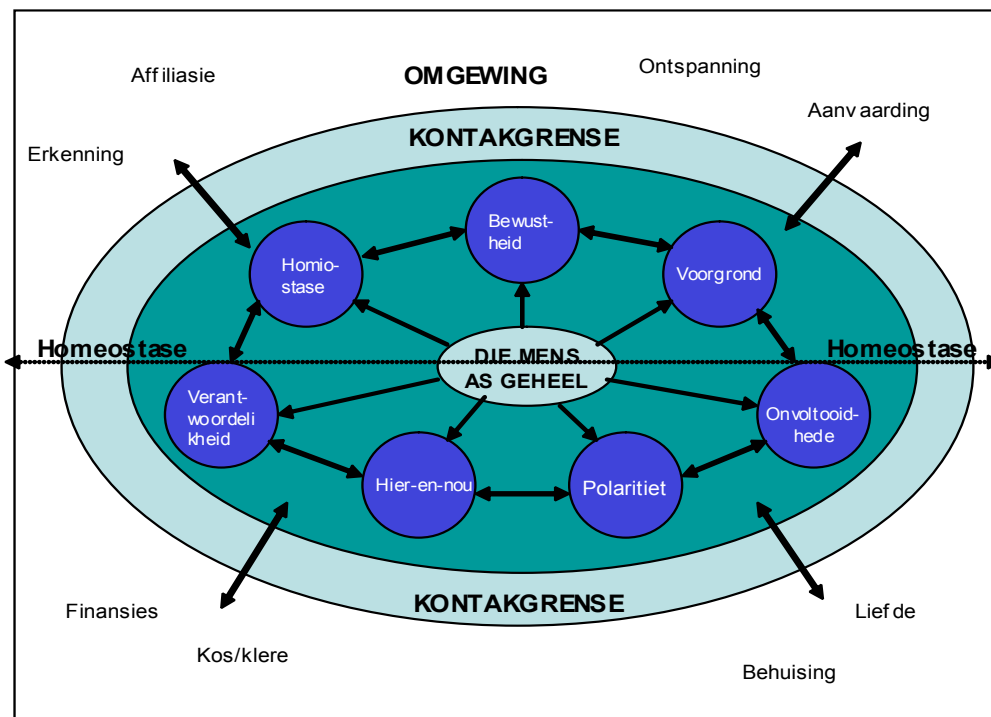 Affiliasie
OMGEWING
Ontspanning
Aanvaarding
KONTAKGRENSE
Erkenning
Bewust-
heid
Homio-
stase
Voorgrond
Homeostase
Homeostase
DIE MENS
AS GEHEEL
Verant-
woordeli
kheid
Onvoltooid-
hede
Hier-en-nou
Polaritiet
KONTAKGRENSE
Finansies
Liefde
Kos/klere
Behuising